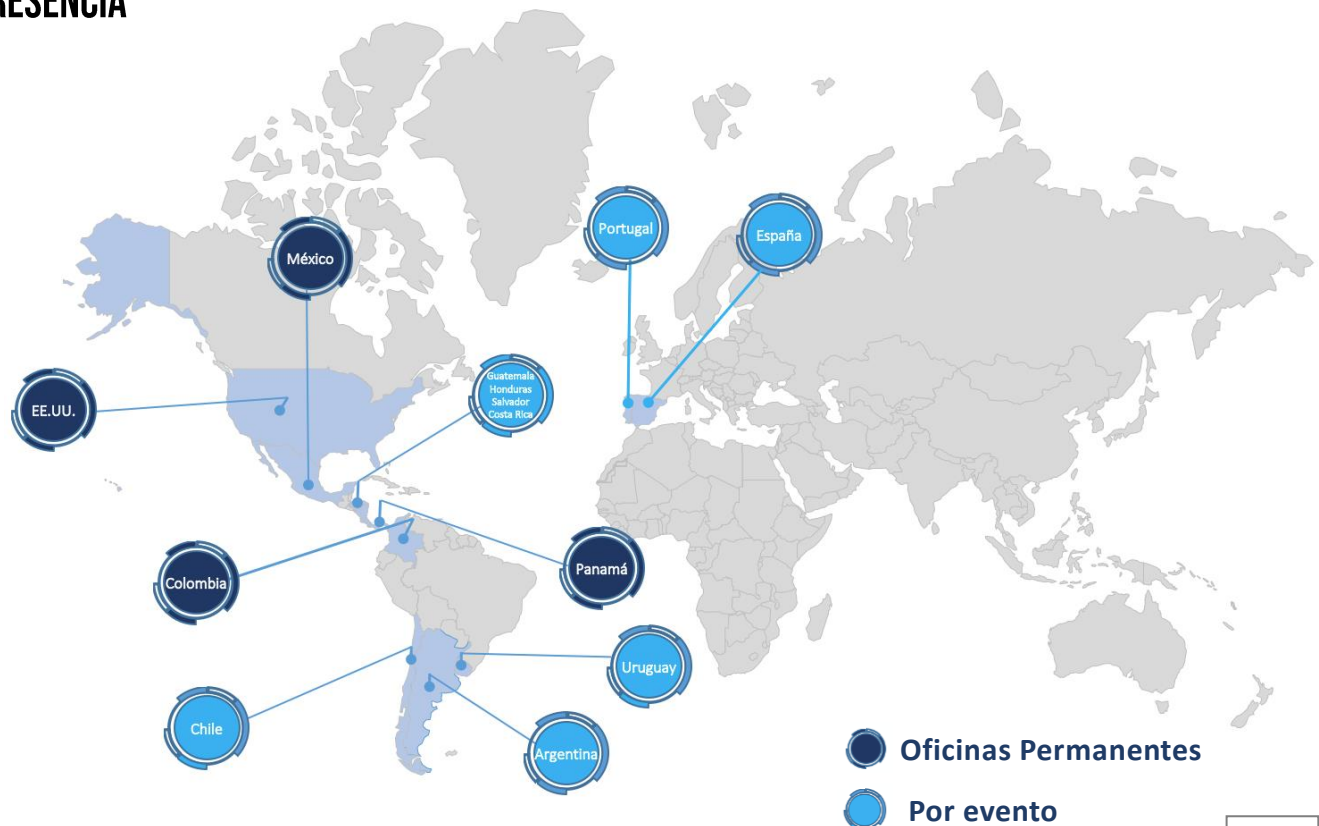 RESENCIA
Portugal
España
México
Guatemala
Honduras
Salvador
Costa Rica
EE.UU.
Panamá
Colombia
Uruguay
Chile
Argentina
Oficinas Permanentes
Por evento